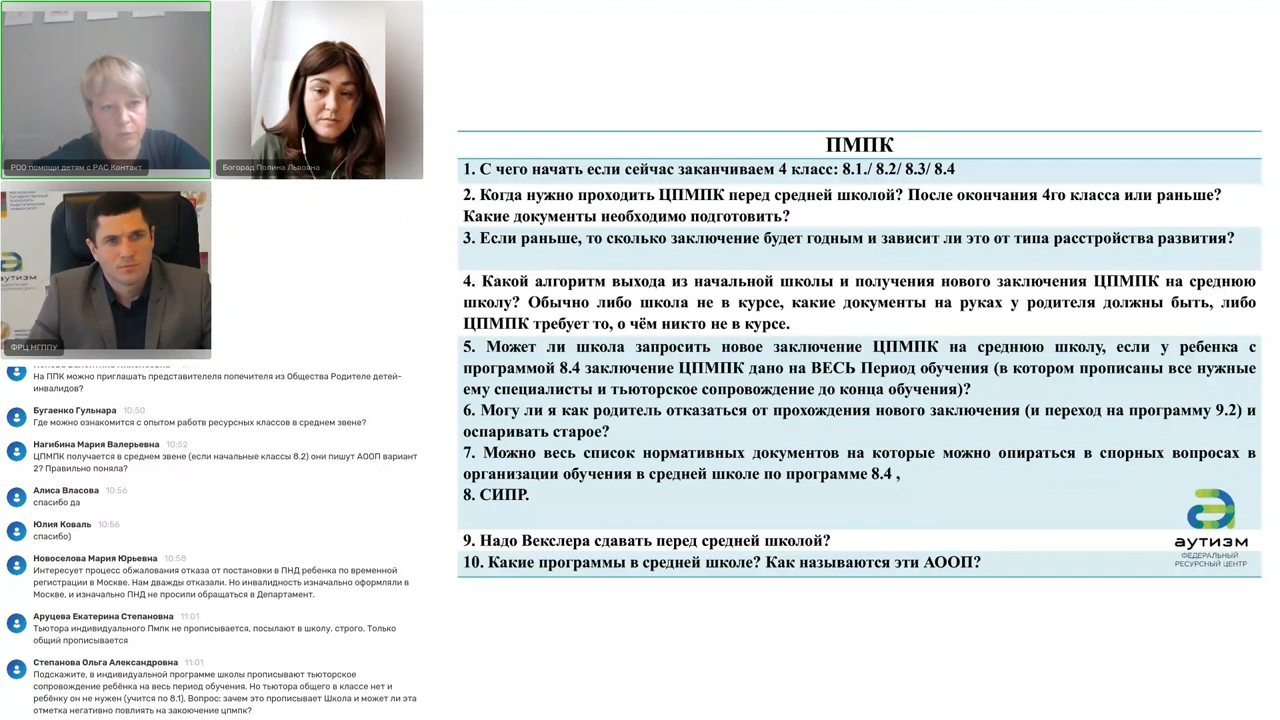 РОО помощи детям с РАС Контакт
Богорад Полина Львовна
аутизм
ФРЦ МГППУ
На ППК можно приглашать представителеля попечителя из Общества Родителе детей-
инвалидов?
Бугаенко Гульнара 10:50
Где можно ознакомится с опытом работв ресурсных классов в среднем звене?
Нагибина Мария Валерьевна 10:52
ЦПМПК получается в среднем звене (если начальные классы 8.2) они пишут АООП вариант
2? Правильно поняла?
Алиса Власова 10:56
спасибо да
Юлия Коваль 10:56
спасибо)
Новоселова Мария Юрьевна 10:58
Интересует процесс обжалования отказа от постановки в ПНД ребенка по временной
регистрации в Москве. Нам дважды отказали. Но инвалидность изначально оформляли в
Москве, и изначально ПНД не просили обращаться в Департамент.
Аруцева Екатерина Степановна 11:01
Тьютора индивидуального Пмпк не прописывается, посылают в школу. строго. Только
общий прописывается
Степанова Ольга Александровна 11:01
Подскажите, в индивидуальной программе школы прописывают тьюторское
сопровождение ребёнка на весь период обучения. Но тьютора общего в классе нет и
ребёнку он не нужен (учится по 8.1). Вопрос: зачем это прописывает Школа и может ли эта
отметка негативно повлиять на закоючение цпмпк?
ПМПК
1. С чего начать если сейчас заканчиваем 4 класс: 8.1./ 8.2/ 8.3/ 8.4
2. Когда нужно проходить ЦПМПК перед средней школой? После окончания 4го класса или раньше?
Какие документы необходимо подготовить?
3. Если раньше, то сколько заключение будет годным и зависит ли это от типа расстройства развития?
4. Какой алгоритм выхода из начальной школы и получения нового заключения ЦПМПК на среднюю
школу? Обычно либо школа не в курсе, какие документы на руках у родителя должны быть, либо
ЦПМПК требует то, о чём никто не в курсе.
5. Может ли школа запросить новое заключение ЦПМПК на среднюю школу, если у ребенка с
программой 8.4 заключение ЦПМПК дано на ВЕСЬ Период обучения (в котором прописаны все нужные
ему специалисты и тьюторское сопровождение до конца обучения)?
6. Могу ли я как родитель отказаться от прохождения нового заключения (и переход на программу 9.2) и
оспаривать старое?
7. Можно весь список нормативных документов на которые можно опираться в спорных вопросах в
организации обучения в средней школе по программе 8.4 ,
8. СИПР.
9. Надо Векслера сдавать перед средней школой?
10. Какие программы в средней школе? Как называются эти АООП?
аутизм
ФЕДЕРАЛЬНЫЙ
РЕСУРСНЫЙ ЦЕНТР